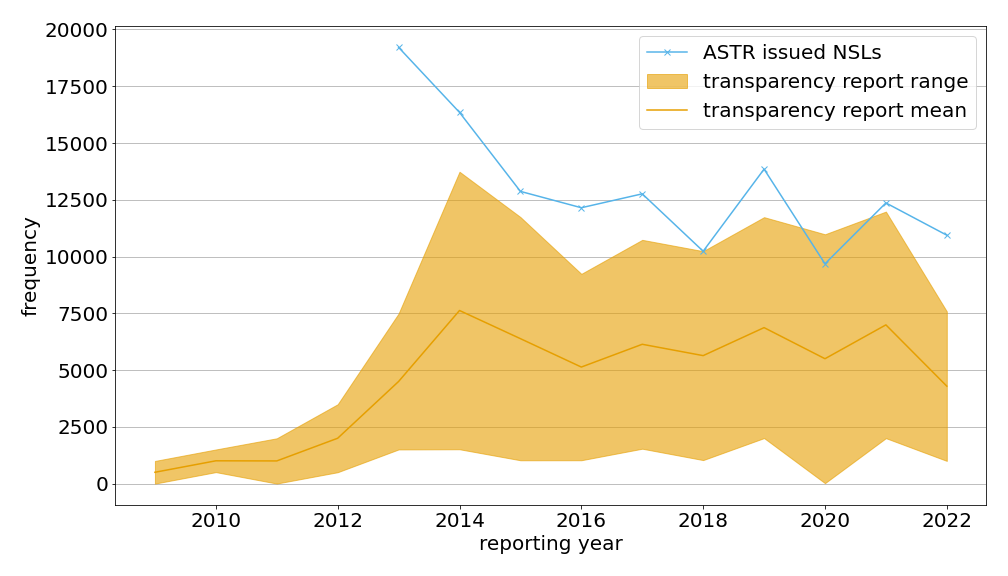 20000
17500
15000
12500
10000
7500
5000
2500
0
frequency
ASTR issued NSLs
transparency report range
transparency report mean
2010 2012 2014 2016 2018 2020 2022
reporting year